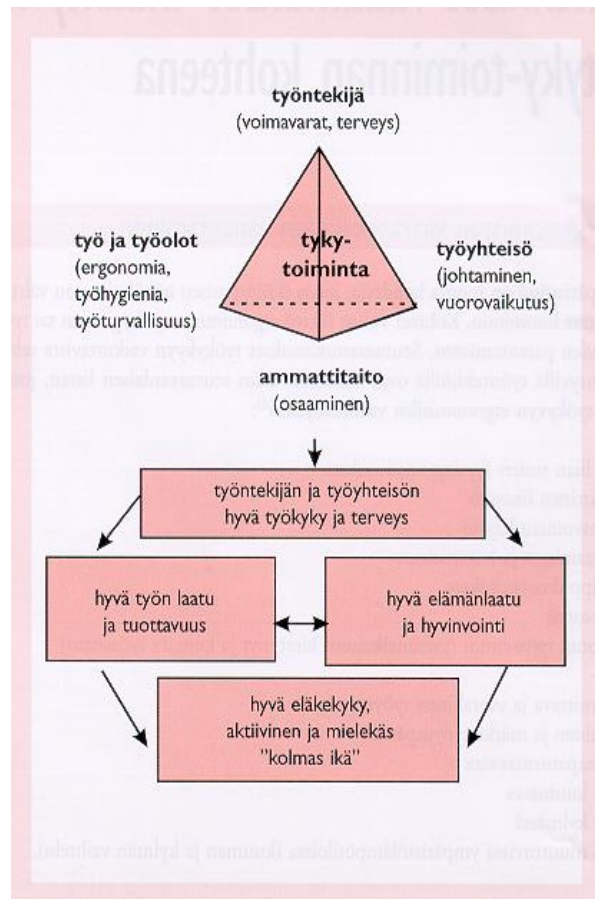 työntekijä
(voimavarat, terveys)
työ ja työolot
(ergonomia,
työhygienia,
työturvallisuus)
tyky-
toiminta
työyhteisö
(johtaminen,
vuorovaikutus)
ammattitaito
(osaaminen)
työntekijän ja työyhteisön
hyvä työkyky ja terveys
hyvä työn laatu
ja tuottavuus
hyvä elämänlaatu
ja hyvinvointi
hyvä eläkekyky,
aktiivinen ja mielekäs
"kolmas ikä"